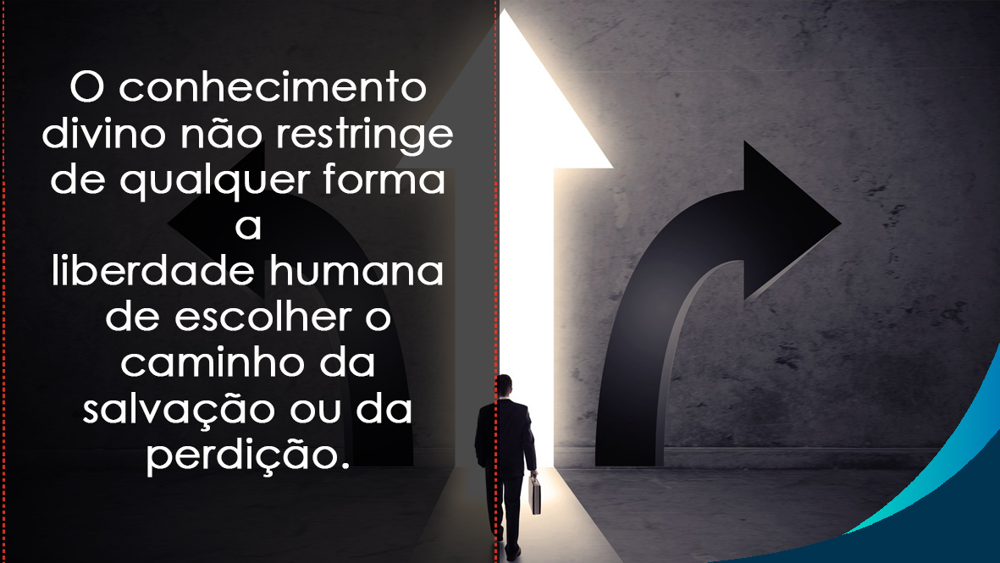 O conhecimento
divino não restringe
de qualquer forma
a
liberdade humana
de escolher o
caminho da
salvação ou da
perdição.